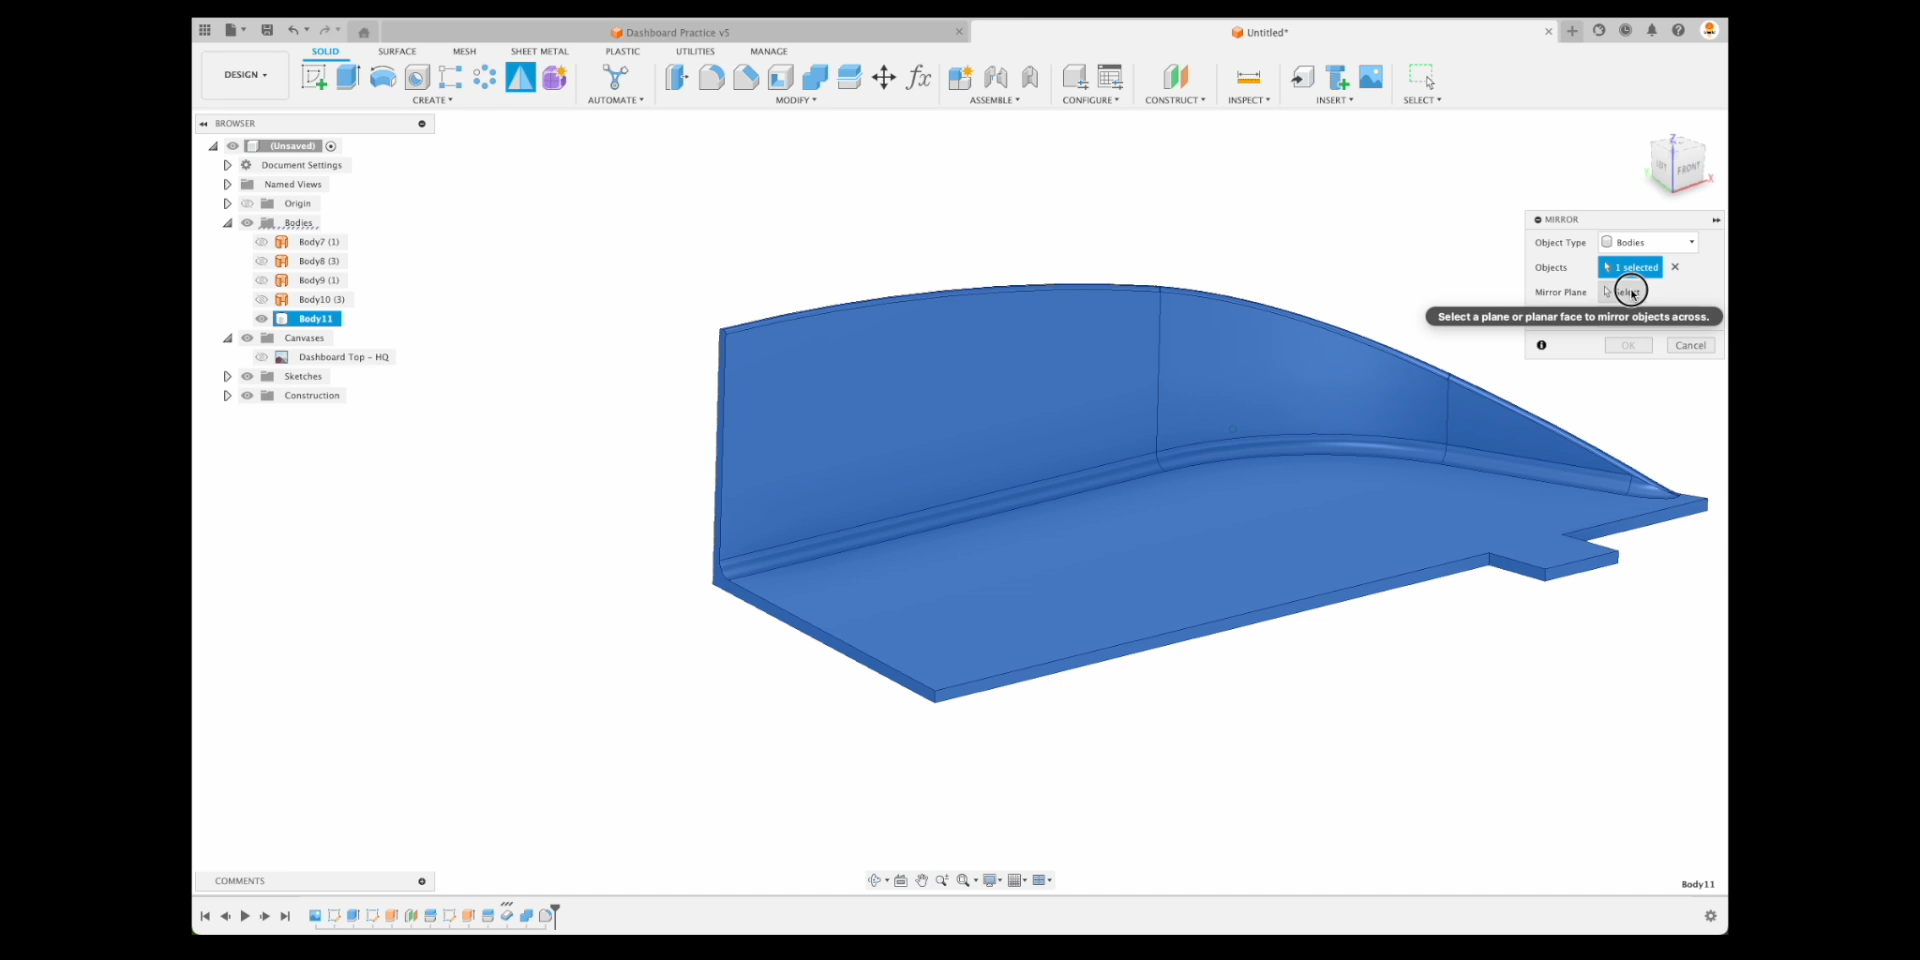 Dashboard Practice v5
Untitled*
SOLID SURFACE MESH SHEET METAL PLASTIC UTILITIES MANAGE
DESIGN
CREATE AUTOMATE MODIFY ASSEMBLE CONFIGURE CONSTRUCT INSPECT INSERT SELECT
BROWSER
(Unsaved)
Document Settings
Named Views
Origin
Bodies
Body7 (1)
Body8 (3)
Body9 (1)
Body10 (3)
Body11
Canvases
Dashboard Top - HQ
Sketches
Construction
Z
FRONT
X
MIRROR
Object Type Bodies
Objects 1 selected
Mirror Plane Select
Select a plane or planar face to mirror objects across.
OK Cancel
COMMENTS
Body11